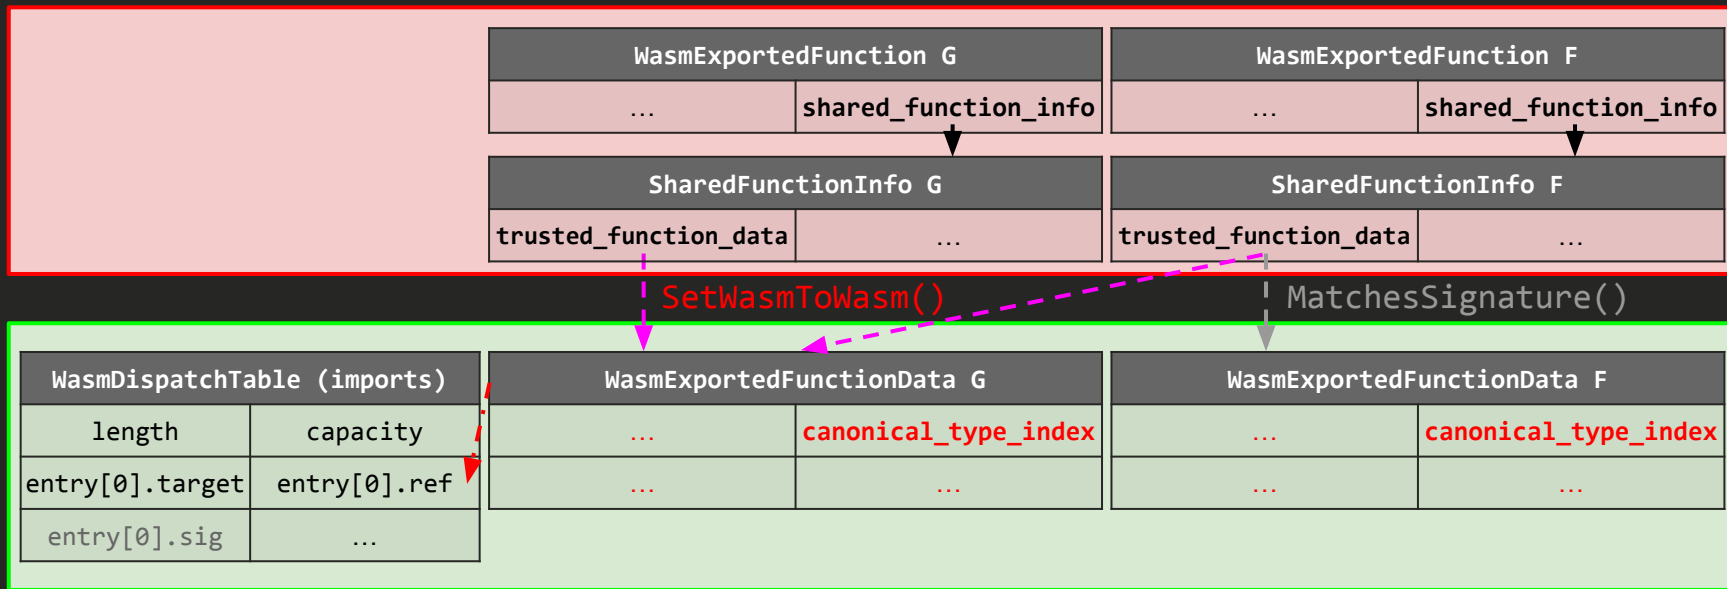 WasmExportedFunction G
WasmExportedFunction F
… shared_function_info
… shared_function_info
SharedFunctionInfo G
SharedFunctionInfo F
trusted_function_data …
trusted_function_data …
SetWasmToWasm()
MatchesSignature()
WasmDispatchTable (imports)
length capacity
entry[0].target entry[0].ref
entry[0].sig …
WasmExportedFunctionData G
… canonical_type_index
… …
WasmExportedFunctionData F
… canonical_type_index
… …